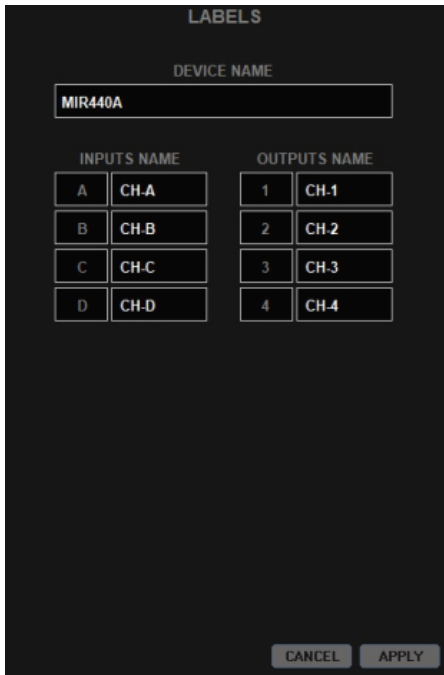 LABELS
DEVICE NAME
MIR440A
INPUTS NAME OUTPUTS NAME
A CH-A 1 CH-1
B CH-B 2 CH-2
C CH-C 3 CH-3
D CH-D 4 CH-4
CANCEL APPLY